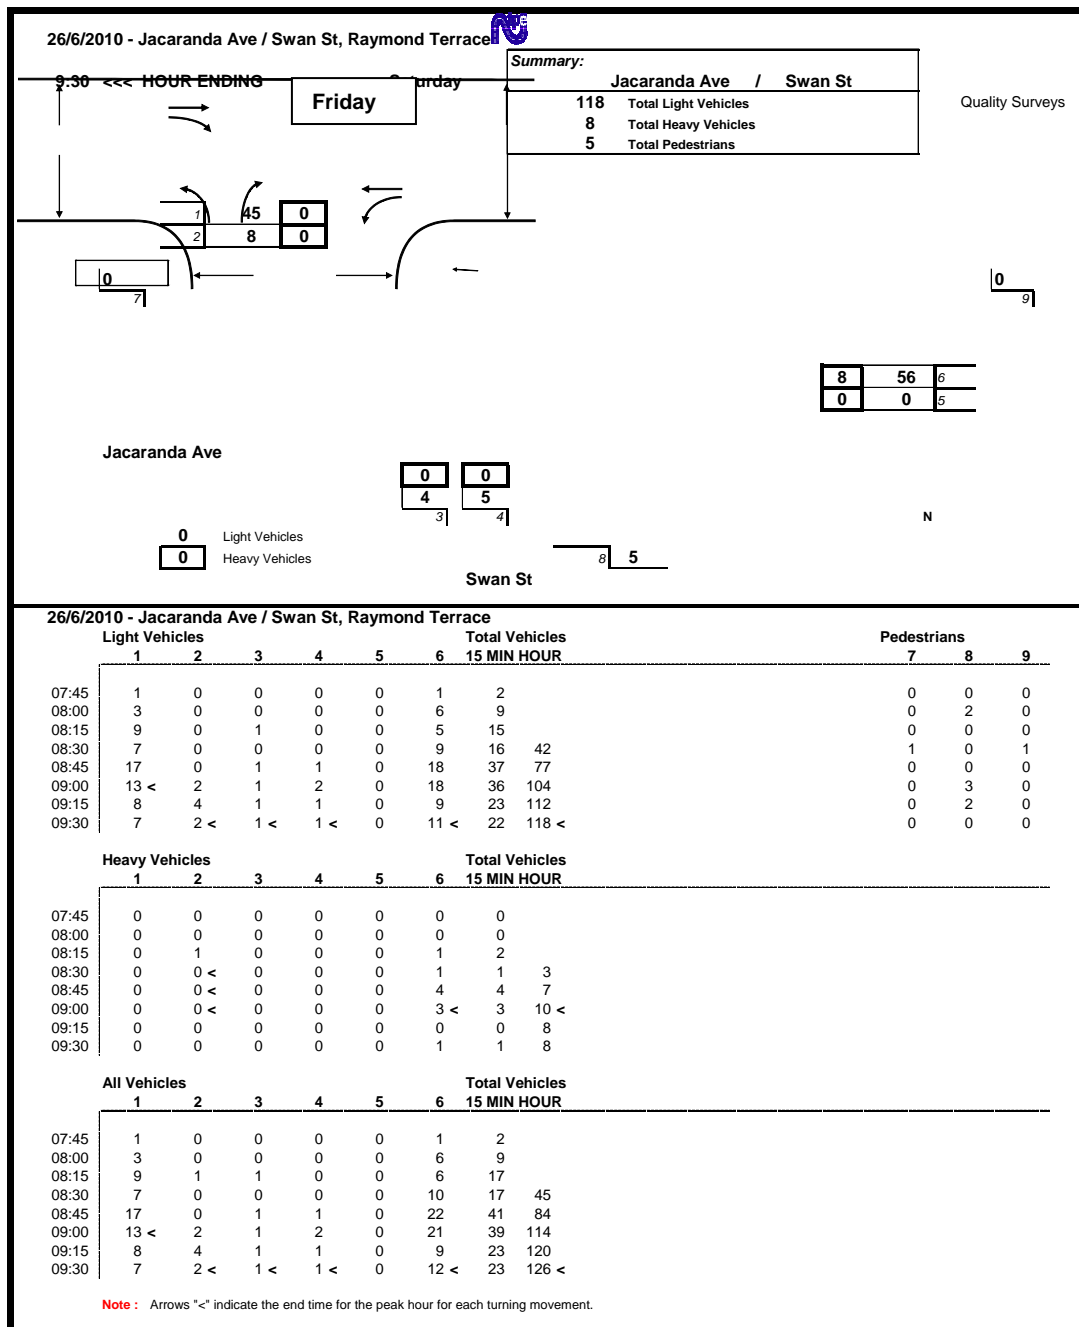 26/6/2010 - Jacaranda Ave / Swan St, Raymond Terrace
9:30 <<< HOUR ENDING Saturday
Friday
Summary:
Jacaranda Ave / Swan St
118 Total Light Vehicles
8 Total Heavy Vehicles
5 Total Pedestrians
Quality Surveys
1 45 0
2 8 0
0 7
0 9
8 56 6
0 0 5
Jacaranda Ave
0 0
4 5
3 4
N
0 Light Vehicles
0 Heavy Vehicles
8 5
Swan St
26/6/2010 - Jacaranda Ave / Swan St, Raymond Terrace
Light Vehicles Total Vehicles Pedestrians
1 2 3 4 5 6 15 MIN HOUR 7 8 9
07:45 1 0 0 0 0 1 2 0 0 0
08:00 3 0 0 0 0 6 9 0 2 0
08:15 9 0 1 0 0 5 15 0 0 0
08:30 7 0 0 0 0 9 16 42 1 0 1
08:45 17 0 1 1 0 18 37 77 0 0 0
09:00 13 < 2 1 2 0 18 36 104 0 3 0
09:15 8 4 1 1 0 9 23 112 0 2 0
09:30 7 2 < 1 < 1 < 0 11 < 22 118 < 0 0 0
Heavy Vehicles Total Vehicles
1 2 3 4 5 6 15 MIN HOUR
07:45 0 0 0 0 0 0 0
08:00 0 0 0 0 0 0 0
08:15 0 1 0 0 0 1 2
08:30 0 0 < 0 0 0 1 1 3
08:45 0 0 < 0 0 0 4 4 7
09:00 0 0 < 0 0 0 3 < 3 10 <
09:15 0 0 0 0 0 0 0 8
09:30 0 0 0 0 0 1 1 8
All Vehicles Total Vehicles
1 2 3 4 5 6 15 MIN HOUR
07:45 1 0 0 0 0 1 2
08:00 3 0 0 0 0 6 9
08:15 9 1 1 0 0 6 17
08:30 7 0 0 0 0 10 17 45
08:45 17 0 1 1 0 22 41 84
09:00 13 < 2 1 2 0 21 39 114
09:15 8 4 1 1 0 9 23 120
09:30 7 2 < 1 < 1 < 0 12 < 23 126 <
Note : Arrows "<" indicate the end time for the peak hour for each turning movement.